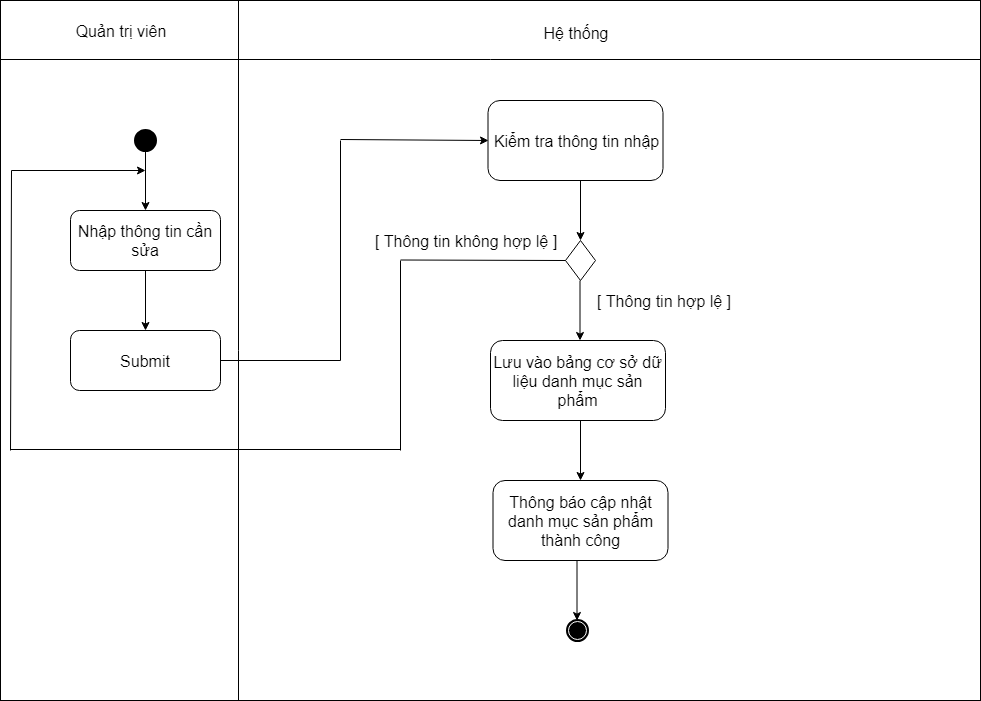 Quản trị viên
Hệ thống
Kiểm tra thông tin nhập
Nhập thông tin cần
sửa
[ Thông tin không hợp lệ ]
[ Thông tin hợp lệ ]
Submit
Lưu vào bảng cơ sở dữ
liệu danh mục sản
phẩm
Thông báo cập nhật
danh mục sản phẩm
thành công